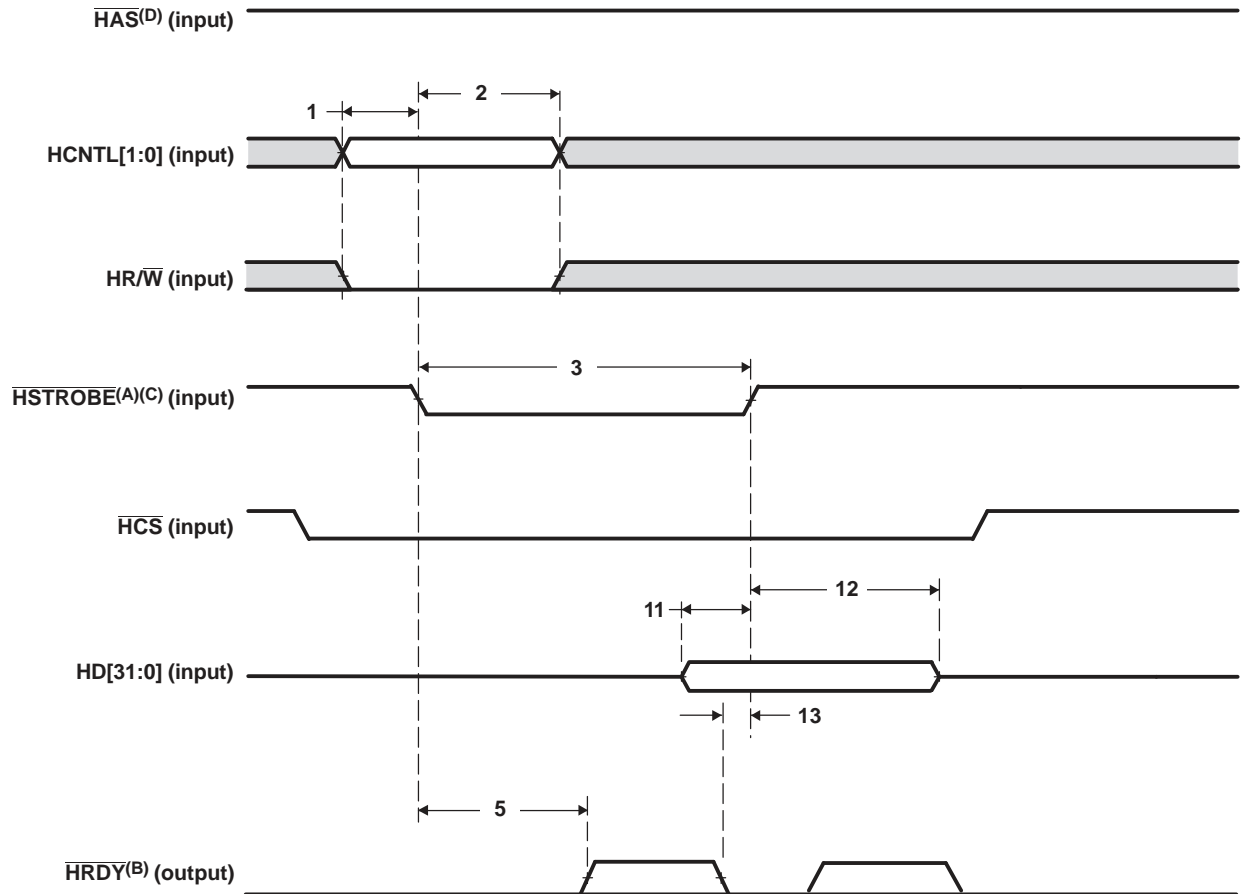 HAS(D) (input)
1
2
HCNTL[1:0] (input)
HR/W (input)
3
HSTROBE(A)(C) (input)
HCS (input)
12
11
HD[31:0] (input)
13
5
HRDY(B) (output)